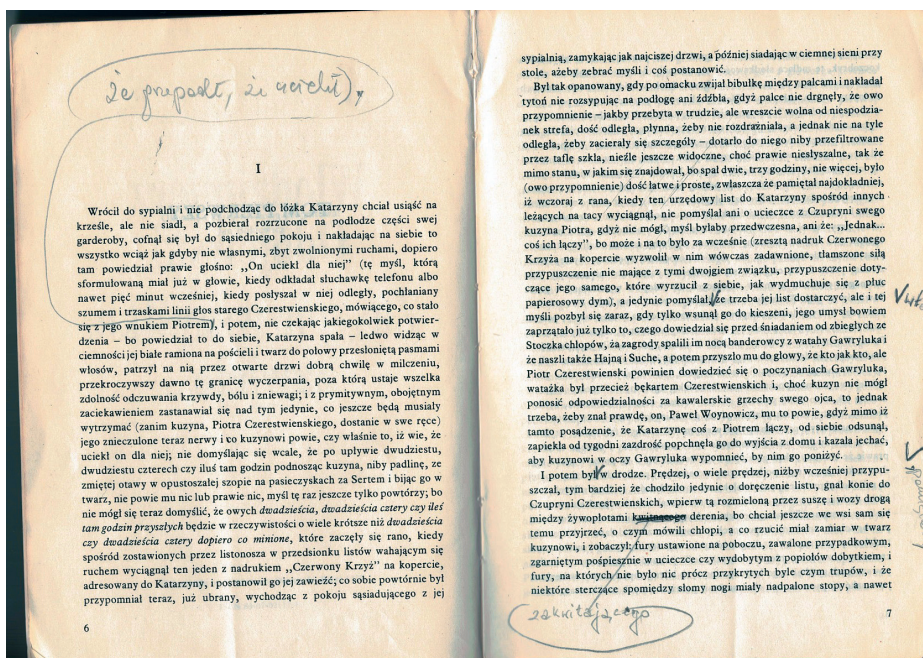 że przepadł, że uciekł),
I
Wrócił do sypialni i nie podchodząc do łóżka Katarzyny chciał usiąść na
krześle, ale nie siadł, a pozbierał rozrzucone na podłodze części swej
garderoby, cofnął się był do sąsiedniego pokoju i nakładając na siebie to
wszystko wciąż jak gdyby nie własnymi, zbyt zwolnionymi ruchami, dopiero
tam powiedział prawie głośno: „On uciekł dla niej” (tę myśl, którą
sformułowaną miał już w głowie, kiedy odkładał słuchawkę telefonu albo
nawet pięć minut wcześniej, kiedy posłyszał w niej odległy, pochłaniany
szumem i trzaskami linii głos starego Czerestwienskiego, mówiącego, co stało
się z jego wnukiem Piotrem), i potem, nie czekając jakiegokolwiek potwier-
dzenia – bo powiedział to do siebie, Katarzyna spała – ledwo widząc w
ciemności jej białe ramiona na pościeli i twarz do połowy przesłoniętą pasmami
włosów, patrzył na nią przez otwarte drzwi dobrą chwilę w milczeniu,
przekroczywszy dawno tę granicę wyczerpania, poza którą ustaje wszelka
zdolność odczuwania krzywdy, bólu i zniewagi; i z prymitywnym, obojętnym
zaciekawieniem zastanawiał się nad tym jedynie, co jeszcze będą musiały
wytrzymać (zanim kuzyna, Piotra Czerestwienskiego, dostanie w swe ręce)
jego znieczulone teraz nerwy i co kuzynowi powie, czy właśnie to, iż wie, że
uciekł on dla niej; nie domyślając się wcale, że po upływie dwudziestu,
dwudziestu czterech czy iluś tam godzin podnosząc kuzyna, niby padlinę, ze
zmiętej otawy w opustoszałej szopie na pasieczyskach za Sertem i bijąc go w
twarz, nie powie mu nic lub prawie nic, myśl tę raz jeszcze tylko powtórzy; bo
nie mógł się teraz domyślić, że owych dwadzieścia, dwadzieścia cztery czy ileś
tam godzin przyszłych będzie w rzeczywistości o wiele krótsze niż dwadzieścia
czy dwadzieścia cztery dopiero co minione, które zaczęły się rano, kiedy
spośród zostawionych przez listonosza w przedsionku listów wahającym się
ruchem wyciągnął ten jeden z nadrukiem „Czerwony Krzyż” na kopercie,
adresowany do Katarzyny, i postanowił go jej zawieźć; co sobie powtórnie był
przypomniał teraz, już ubrany, wychodząc z pokoju sąsiadującego z jej
6
sypialnią, zamykając jak najciszej drzwi, a później siadając w ciemnej sieni przy
stole, ażeby zebrać myśli i coś postanowić.
Był tak opanowany, gdy po omacku zwijał bibułkę między palcami i nakładał
tytoń nie rozsypując na podłogę ani źdźbła, gdyż palce nie drgnęły, że owo
przypomnienie – jakby przebyta w trudzie, ale wreszcie wolna od niespodzia-
nek strefa, dość odległa, płynna, żeby nie rozdrażniała, a jednak nie na tyle
odległa, żeby zacierały się szczegóły – dotarło do niego niby przefiltrowane
przez taflę szkła, nieźle jeszcze widoczne, choć prawie niesłyszalne, tak że
mimo stanu, w jakim się znajdował, bo spał dwie, trzy godziny, nie więcej, było
(owo przypomnienie) dość łatwe i proste, zwłaszcza że pamiętał najdokładniej,
iż wczoraj z rana, kiedy ten urzędowy list do Katarzyny spośród innych
leżących na tacy wyciągnął, nie pomyślał ani o ucieczce z Czupryni swego
kuzyna Piotra, gdyż nie mógł, myśl byłaby przedwczesna, ani że: „Jednak...
coś ich łączy”, bo może i na to było za wcześnie (zresztą nadruk Czerwonego
Krzyża na kopercie wyzwolił w nim wówczas zadawnione, tłamszone siłą
przypuszczenie nie mające z tymi dwojgiem związku, przypuszczenie doty-
czące jego samego, które wyrzucił z siebie, jak wydmuchuje się z płuc
papierosowy dym), a jedynie pomyślał, że trzeba jej list dostarczyć, ale i tej
myśli pozbył się zaraz, gdy tylko wsunął go do kieszeni, jego umysł bowiem
zaprzątało już tylko to, czego dowiedział się przed śniadaniem od zbiegłych ze
Stoczka chłopów, iż zagrody spalili im nocą banderowcy z watahy Gawryluka i
że naszli także Hajną i Suche, a potem przyszło mu do głowy, że kto jak kto, ale
Piotr Czerestwienski powinien dowiedzieć się o poczynaniach Gawryluka,
watażka był przecież bękartem Czerestwienskich i, choć kuzyn nie mógł
ponosić odpowiedzialności za kawalerskie grzechy swego ojca, to jednak
trzeba, żeby znał prawdę, on, Paweł Woynowicz, mu to powie, gdyż mimo iż
tamto posądzenie, że Katarzynę coś z Piotrem łączy, od siebie odsunął,
zapiekła od tygodni zazdrość popchnęła go do wyjścia z domu i kazała jechać,
aby kuzynowi w oczy Gawryluka wypomnieć, by nim go poniżyć.
I potem był w drodze. Prędzej, o wiele prędzej, niżby wcześniej przypu-
szczał, tym bardziej że chodziło jedynie o doręczenie listu, gnał konie do
Czupryni Czerestwienskich, wpierw tą rozmieloną przez suszę i wozy drogą
między żywopłotami kwitnącego derenia, bo chciał jeszcze we wsi sam się
temu przyjrzeć, o czym mówili chłopi, a co rzucić miał zamiar w twarz
kuzynowi, i zobaczył: fury ustawione na poboczu, zawalone przypadkowym,
zgarniętym pośpiesznie w ucieczce czy wydobytym z popiołów dobytkiem, i
fury, na których nie było nic prócz przykrytych byle czym trupów, i że
niektóre sterczące spomiędzy słomy nogi miały nadpalone stopy, a nawet
zakwitającego
7